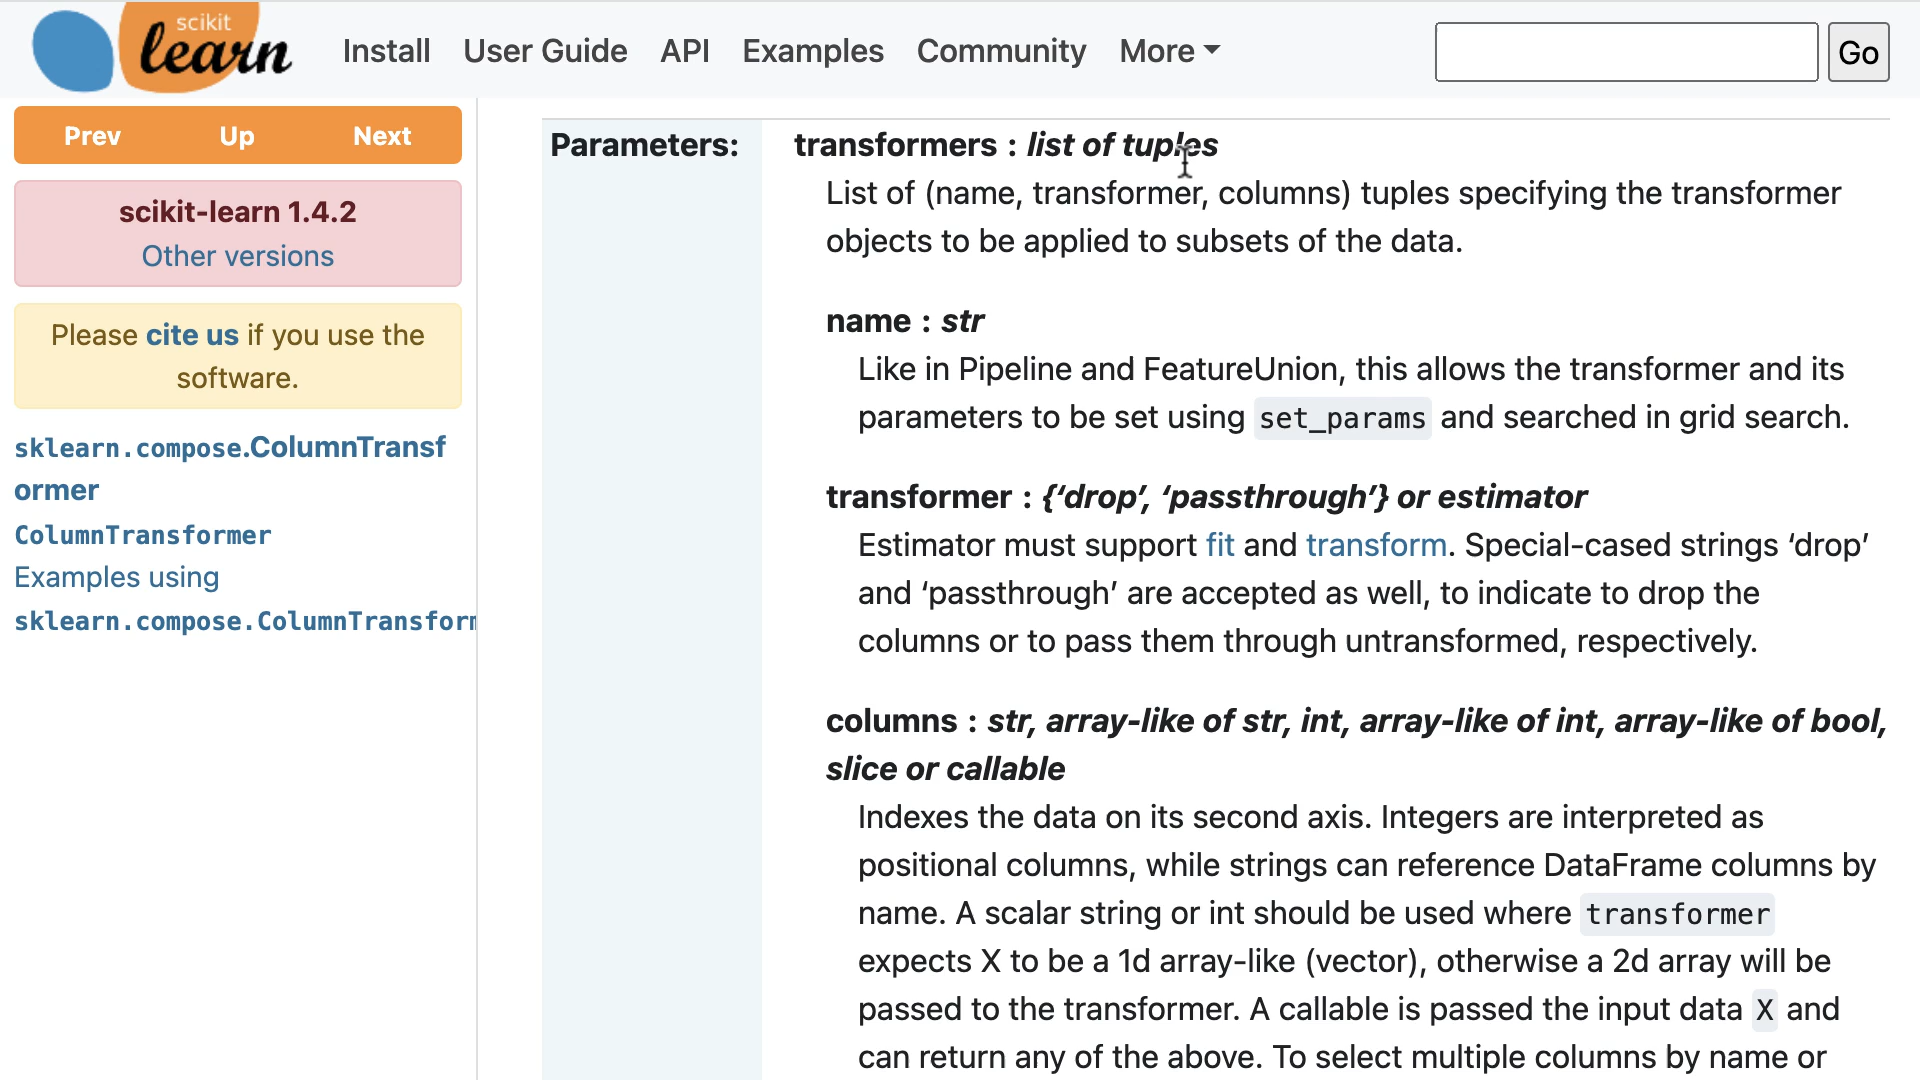 scikit
learn
Install User Guide API Examples Community More Go
Prev Up Next
scikit-learn 1.4.2
Other versions
Please cite us if you use the
software.
sklearn.compose.ColumnTransf
ormer
ColumnTransformer
Examples using
sklearn.compose.ColumnTransforn
Parameters:
transformers : list of tuples
List of (name, transformer, columns) tuples specifying the transformer
objects to be applied to subsets of the data.
name : str
Like in Pipeline and FeatureUnion, this allows the transformer and its
parameters to be set using set_params and searched in grid search.
transformer : {‘drop’, ‘passthrough’} or estimator
Estimator must support fit and transform. Special-cased strings ‘drop’
and ‘passthrough’ are accepted as well, to indicate to drop the
columns or to pass them through untransformed, respectively.
columns : str, array-like of str, int, array-like of int, array-like of bool,
slice or callable
Indexes the data on its second axis. Integers are interpreted as
positional columns, while strings can reference DataFrame columns by
name. A scalar string or int should be used where transformer
expects X to be a 1d array-like (vector), otherwise a 2d array will be
passed to the transformer. A callable is passed the input data X and
can return any of the above. To select multiple columns by name or